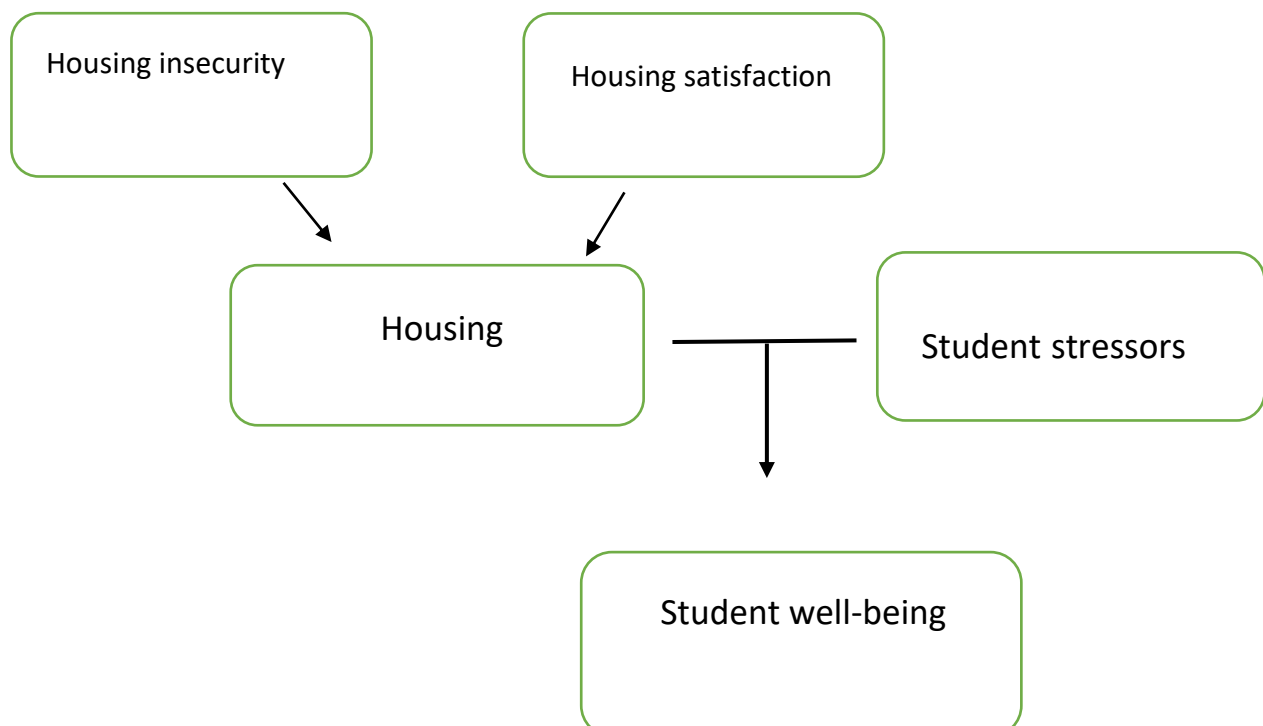 Housing insecurity
Housing satisfaction
Housing
Student stressors
Student well-being